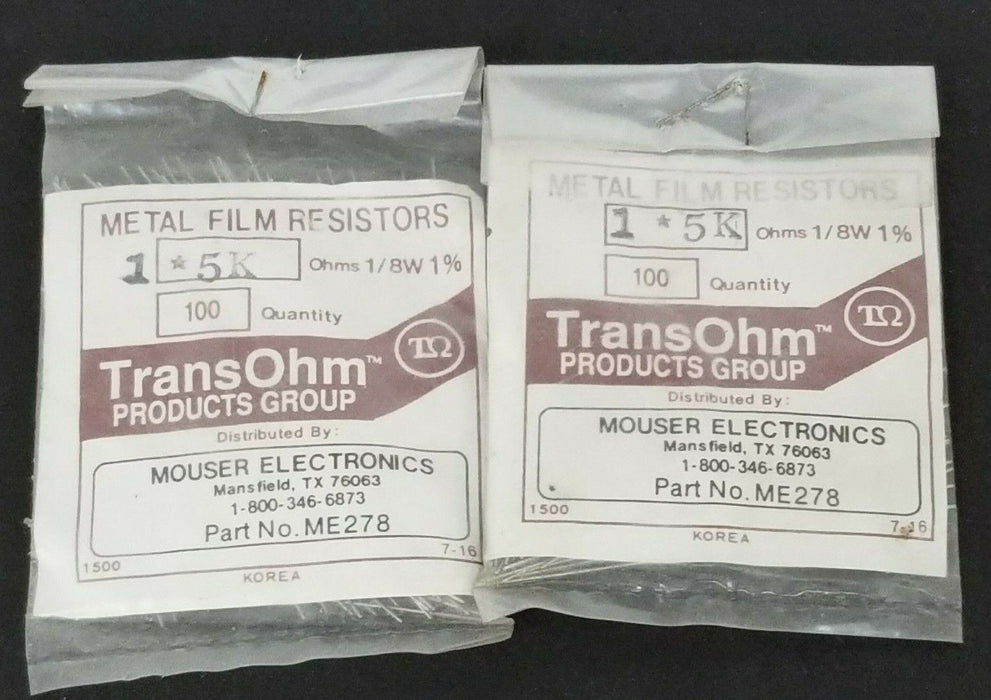 METAL FILM RESISTORS
1 * 5K Ohms 1/8W 1%
100 Quantity
TΩ
TransOhm™
PRODUCTS GROUP
Distributed By:
MOUSER ELECTRONICS
Mansfield, TX 76063
1-800-346-6873
Part No. ME278
1500 7-16
KOREA
METAL FILM RESISTORS
1 * 5K Ohms 1/8W 1%
100 Quantity
TΩ
TransOhm™
PRODUCTS GROUP
Distributed By:
MOUSER ELECTRONICS
Mansfield, TX 76063
1-800-346-6873
Part No. ME278
1500 7-16
KOREA